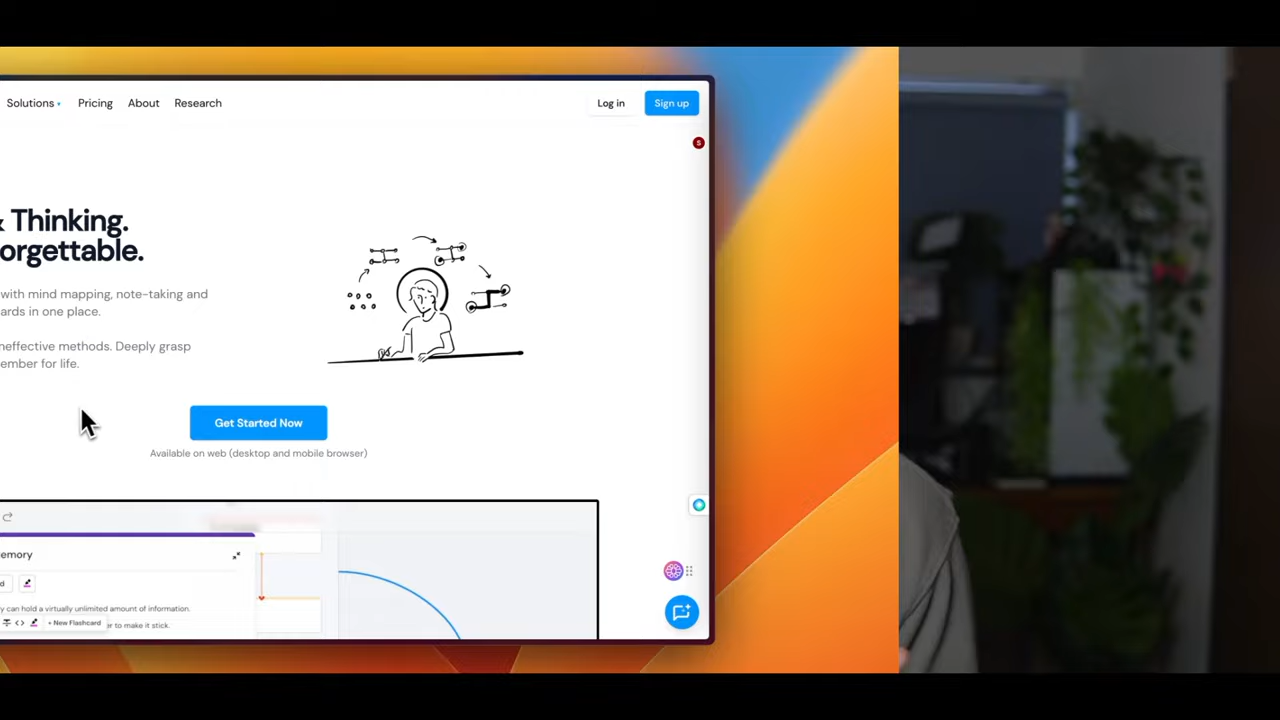 Solutions Pricing About Research Log in Sign up
S
& Thinking.
orgettable.
with mind mapping, note-taking and
ards in one place.
neffective methods. Deeply grasp
ember for life.
Get Started Now
Available on web (desktop and mobile browser)
emory
d
y can hold a virtually unlimited amount of information.
er to make it stick.
+ New Flashcard